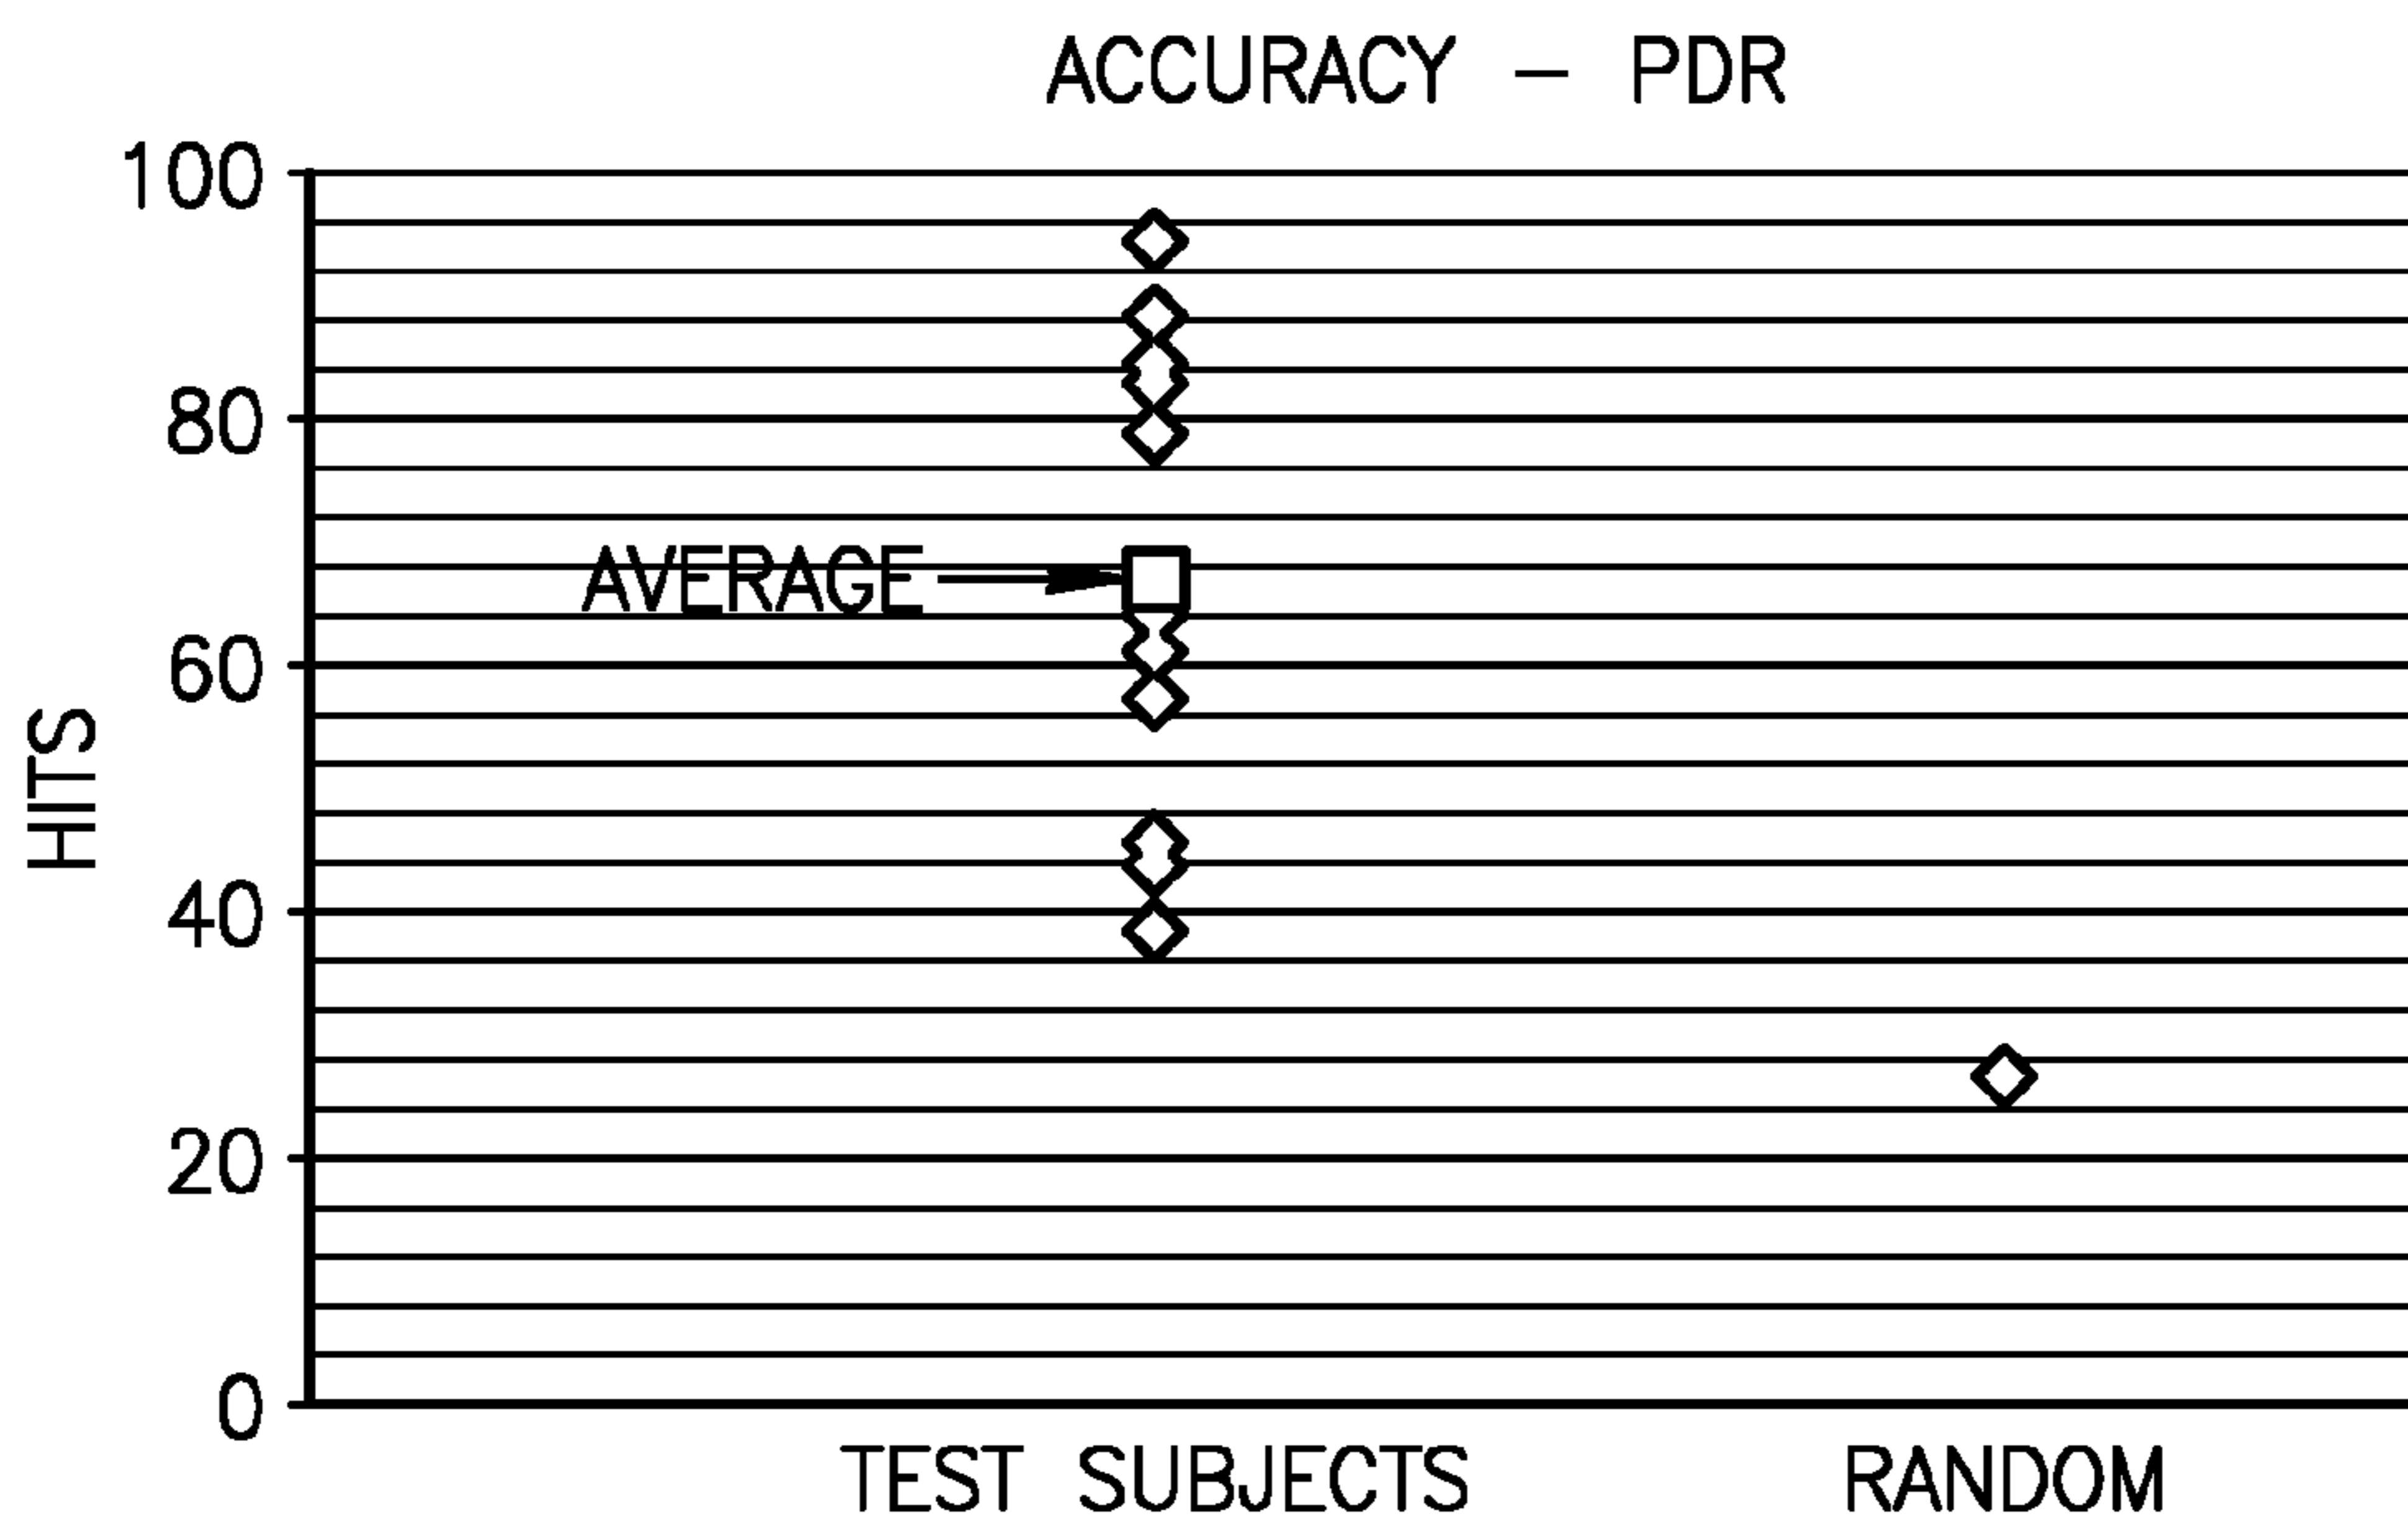 ACCURACY — PDR
100
80
AVERAGE
60
HITS
40
20
0
TEST SUBJECTS
RANDOM